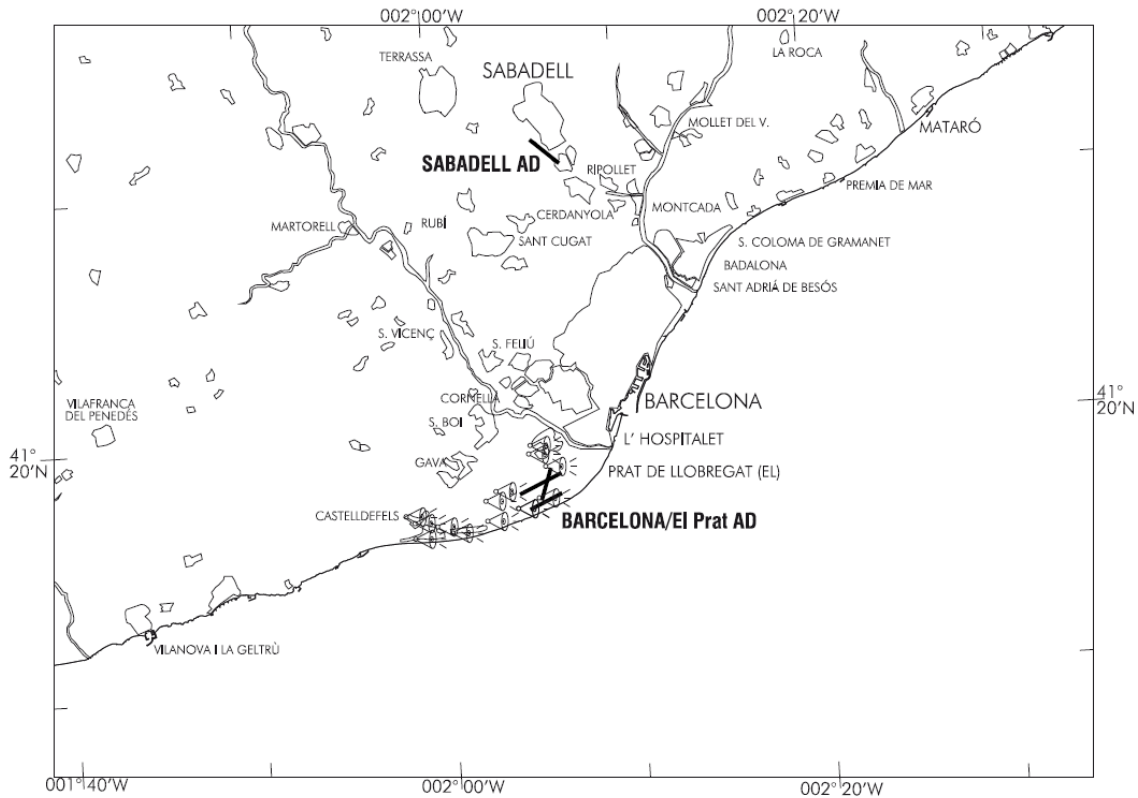 002° 00'W
002° 20'W
LA ROCA
TERRASSA
SABADELL
MOLLET DEL V.
MATARÓ
SABADELL AD
RIPOLLET
PREMIA DE MAR
CERDANYOLA
MONTCADA
MARTORELL
RUBÍ
SANT CUGAT
S. COLOMA DE GRAMANET
BADALONA
SANT ADRIÁ DE BESÓS
S. VICENÇ
S. FELIÚ
VILAFRANCA
DEL PENEDÉS
CORNELLA
BARCELONA
41°
20'N
S. BOI
L' HOSPITALET
41°
20'N
GAVA
PRAT DE LLOBREGAT (EL)
CASTELLDEFELS
BARCELONA/El Prat AD
VILANOVA I LA GELTRÙ
001° 40'W
002° 00'W
002° 20'W